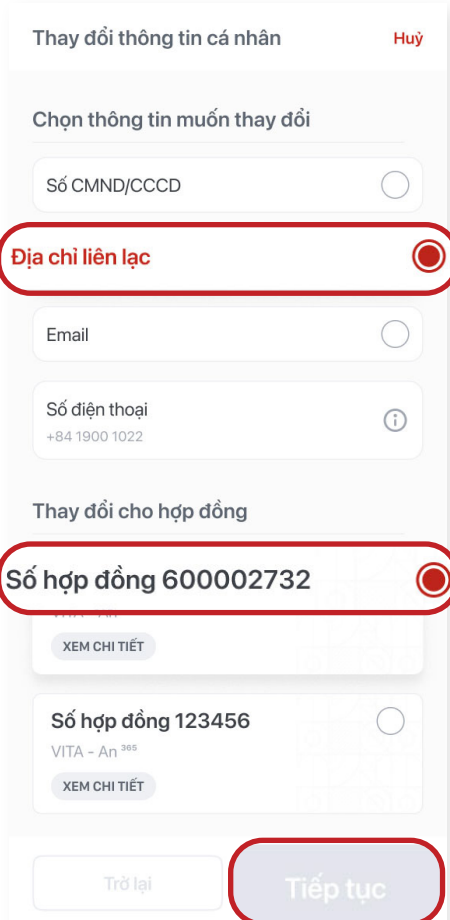 Thay đổi thông tin cá nhân
Huỷ
Chọn thông tin muốn thay đổi
Số CMND/CCCD
Địa chỉ liên lạc
Email
Số điện thoại
+84 1900 1022
Thay đổi cho hợp đồng
Số hợp đồng 600002732
XEM CHI TIẾT
Số hợp đồng 123456
VITA - An ³⁶⁵
XEM CHI TIẾT
Trở lại
Tiếp tục